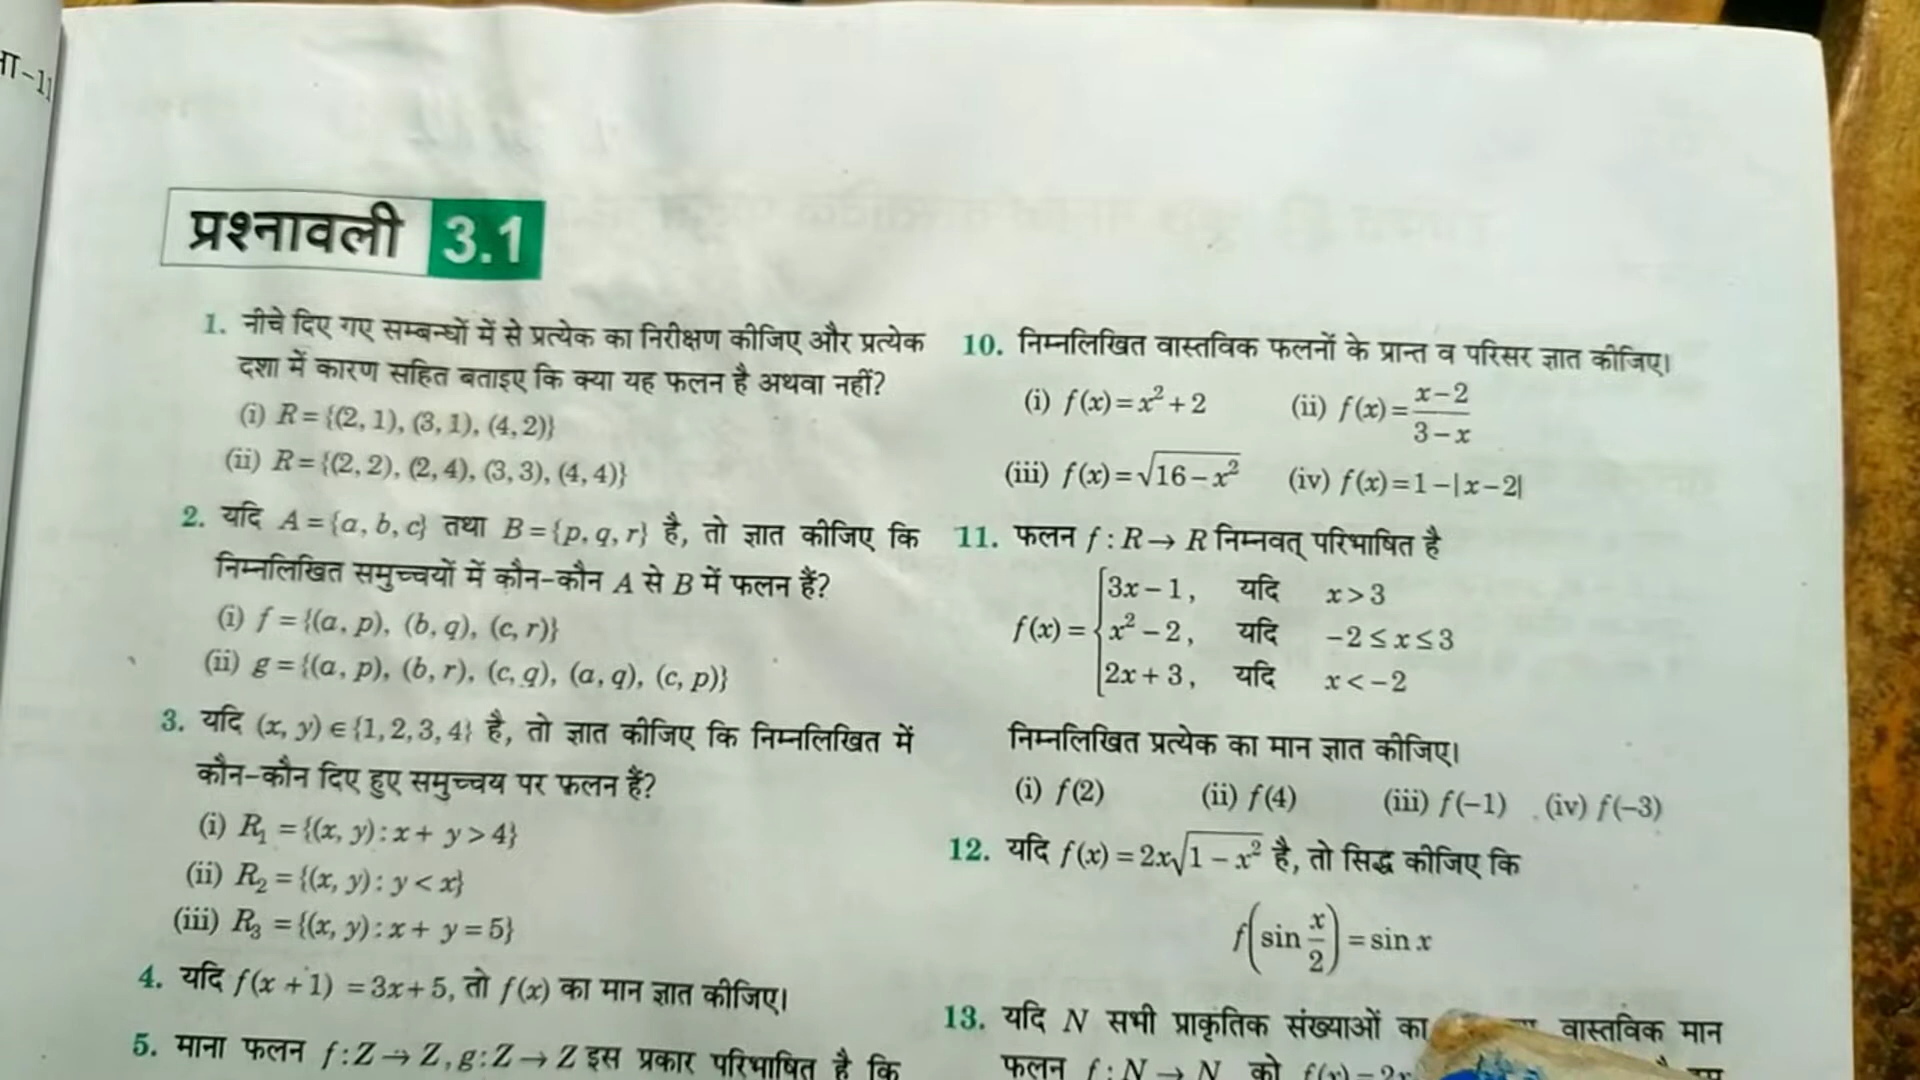 -11
प्रश्नावली 3.1
1. नीचे दिए गए सम्बन्धों में से प्रत्येक का निरीक्षण कीजिए और प्रत्येक
दशा में कारण सहित बताइए कि क्या यह फलन है अथवा नहीं?
(i) R={(2, 1), (3, 1), (4, 2)}
(ii) R={(2, 2), (2, 4), (3, 3), (4, 4)}
2. यदि A={a, b, c} तथा B={p, q, r} है, तो ज्ञात कीजिए कि
निम्नलिखित समुच्चयों में कौन-कौन A से B में फलन हैं?
(i) f={(a, p), (b, q), (c, r)}
(ii) g={(a, p), (b, r), (c, q), (a, q), (c, p)}
3. यदि (x, y)∈{1, 2, 3, 4} है, तो ज्ञात कीजिए कि निम्नलिखित में
कौन-कौन दिए हुए समुच्चय पर फलन हैं?
(i) R₁={(x, y): x+ y>4}
(ii) R₂={(x, y): y<x}
(iii) R₃={(x, y): x+ y=5}
4. यदि f(x+1)=3x+5, तो f(x) का मान ज्ञात कीजिए।
5. माना फलन f:Z→Z, g:Z→Z इस प्रकार परिभाषित है कि
10. निम्नलिखित वास्तविक फलनों के प्रान्त व परिसर ज्ञात कीजिए।
(i) f(x)=x²+2 (ii) f(x)=(x-2)/(3-x)
(iii) f(x)=√(16-x²) (iv) f(x)=1-|x-2|
11. फलन f:R→R निम्नवत् परिभाषित है
f(x)= { 3x-1, यदि x>3
x²-2, यदि -2≤x≤3
2x+3, यदि x<-2
निम्नलिखित प्रत्येक का मान ज्ञात कीजिए।
(i) f(2) (ii) f(4) (iii) f(-1) (iv) f(-3)
12. यदि f(x)=2x√(1-x²) है, तो सिद्ध कीजिए कि
f(sin x/2)=sin x
13. यदि N सभी प्राकृतिक संख्याओं का वास्तविक मान
फलन f:N→N को f(x)=2x